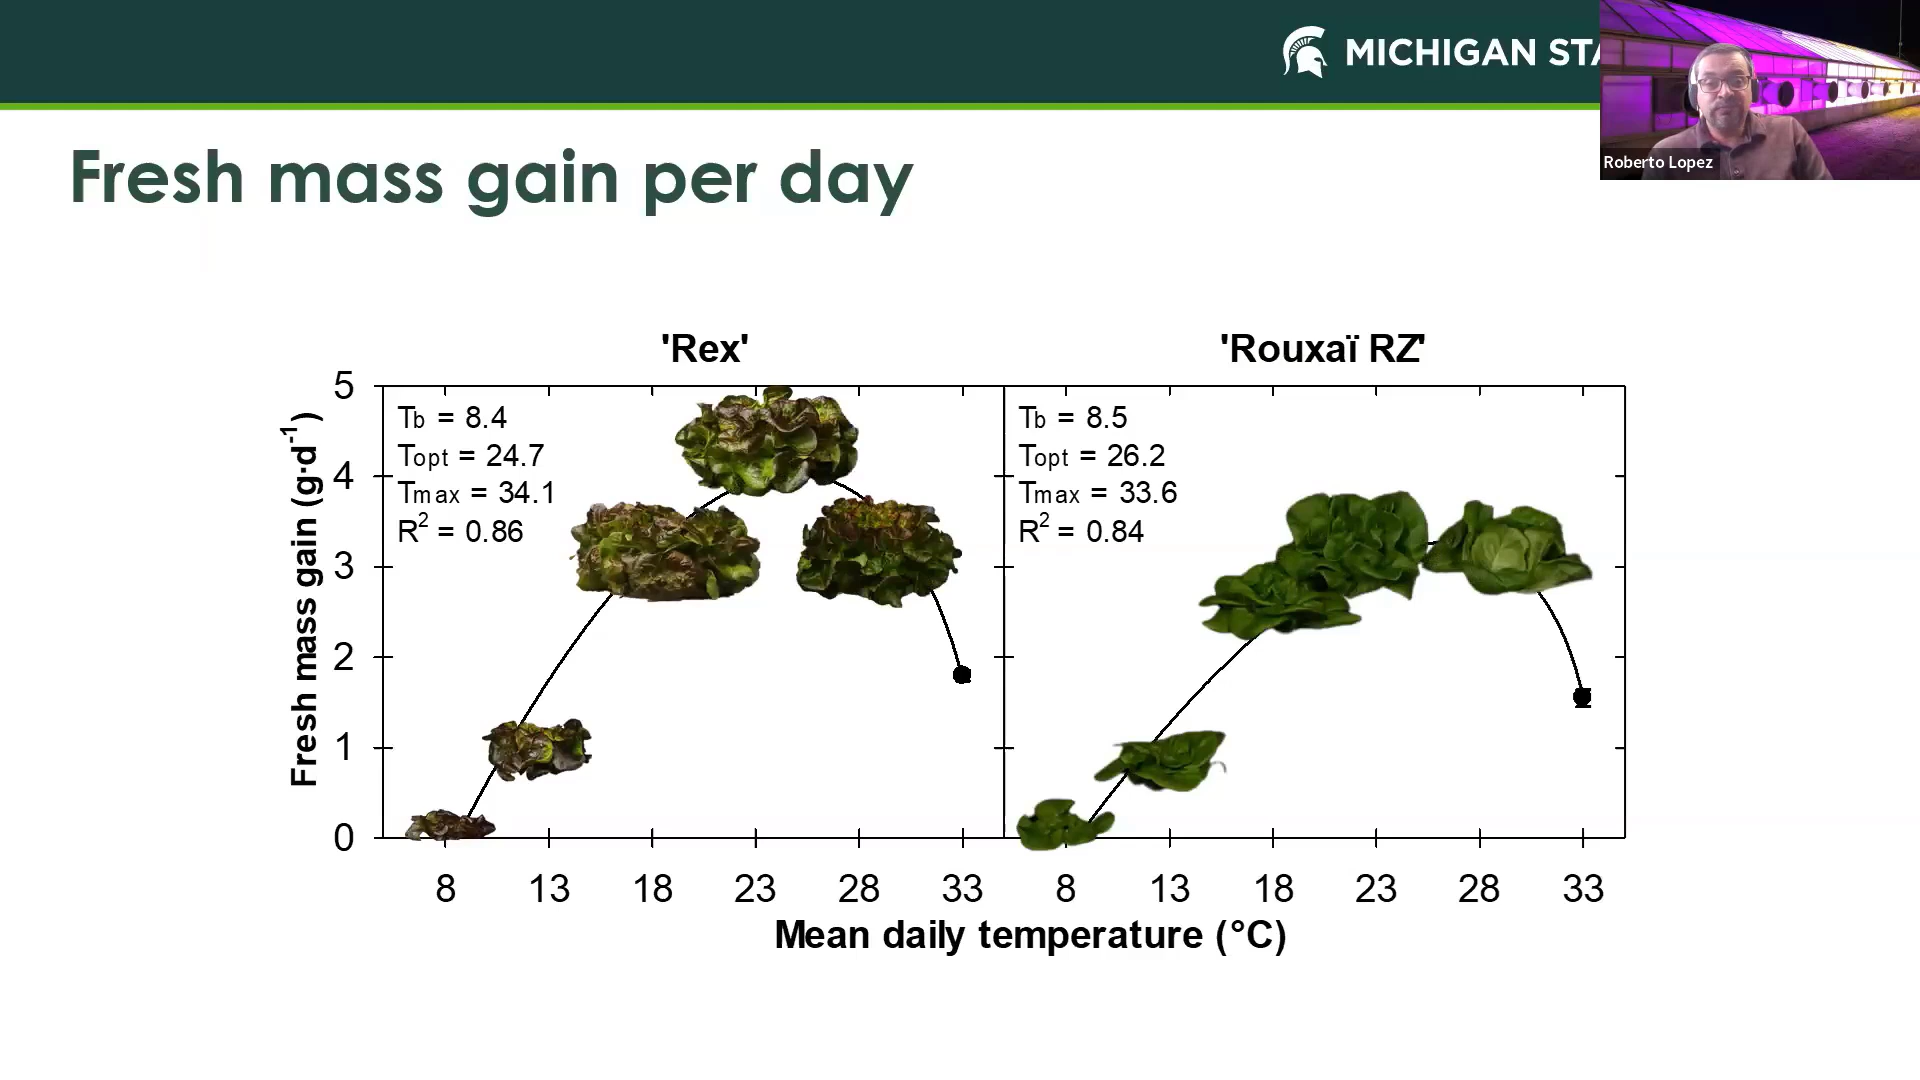 MICHIGAN STA
Roberto Lopez
Fresh mass gain per day
'Rex'
'Rouxaï RZ'
Fresh mass gain (g·d⁻¹)
5
4
3
2
1
0
Tb = 8.4
Topt = 24.7
Tmax = 34.1
R² = 0.86
Tb = 8.5
Topt = 26.2
Tmax = 33.6
R² = 0.84
8 13 18 23 28 33 8 13 18 23 28 33
Mean daily temperature (°C)